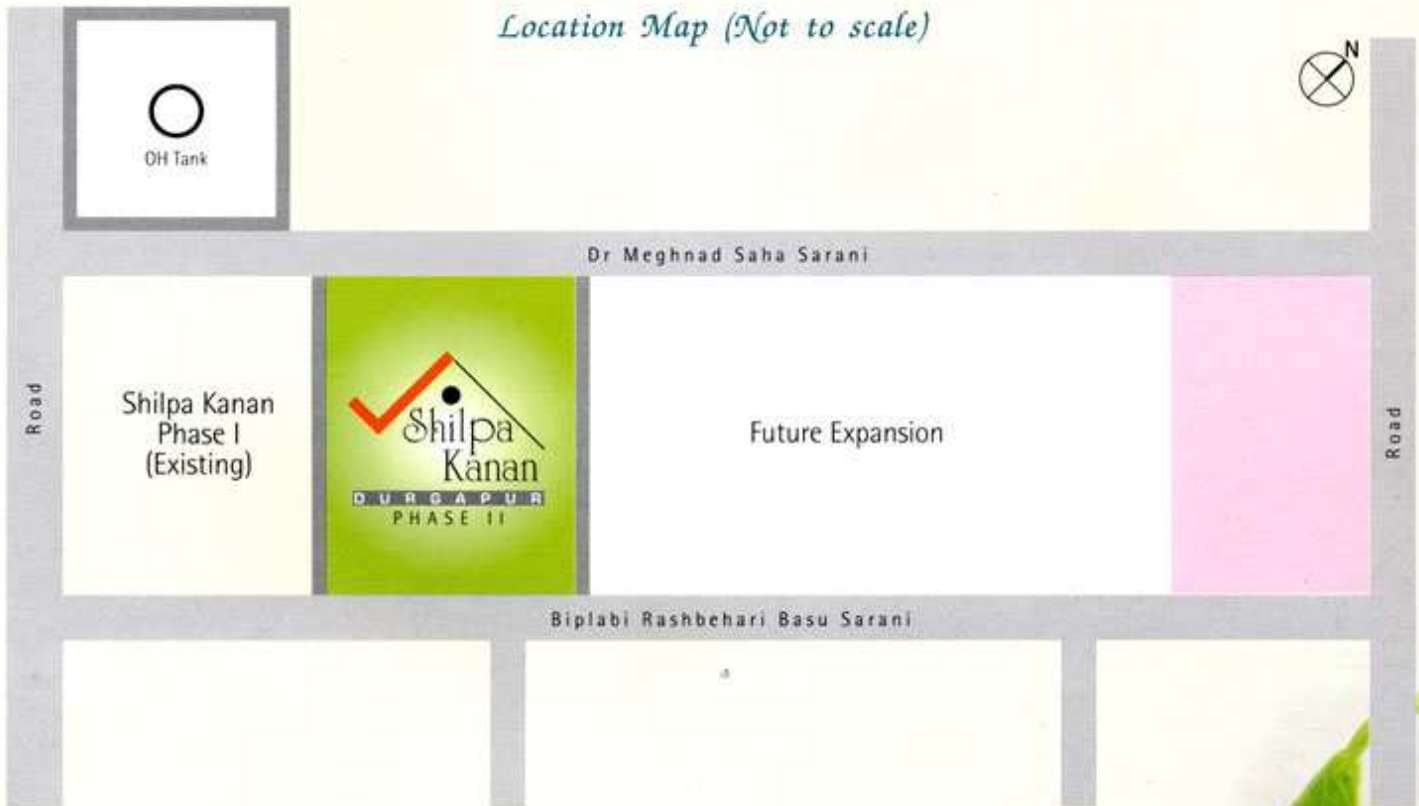 Location Map (Not to scale)
N
OH Tank
Dr Meghnad Saha Sarani
Road
Shilpa Kanan
Phase I
(Existing)
Shilpa
Kanan
DURGAPUR
PHASE II
Future Expansion
Road
Biplabi Rashbehari Basu Sarani